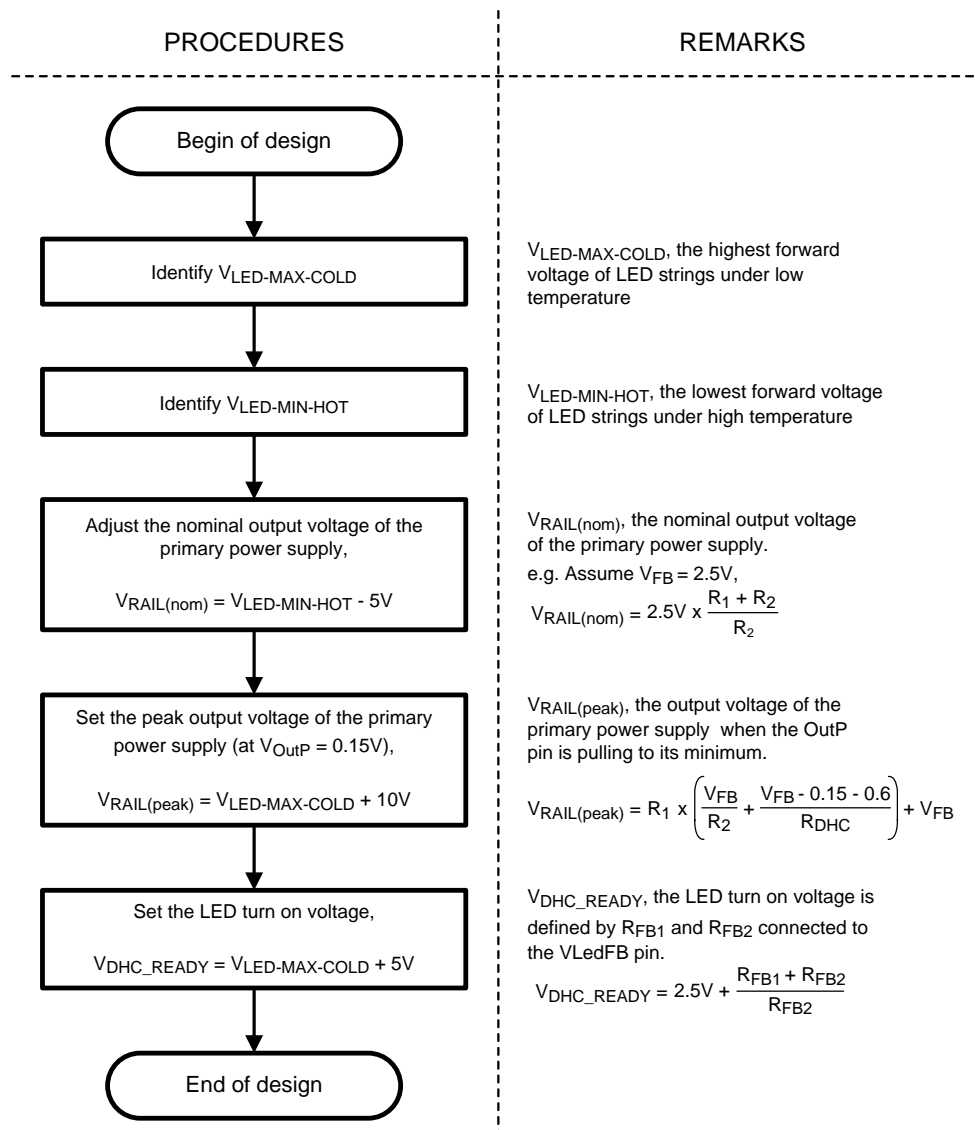 PROCEDURES
REMARKS
Begin of design
Identify VLED-MAX-COLD
VLED-MAX-COLD, the highest forward
voltage of LED strings under low
temperature
Identify VLED-MIN-HOT
VLED-MIN-HOT, the lowest forward voltage
of LED strings under high temperature
Adjust the nominal output voltage of the
primary power supply,
VRAIL(nom) = VLED-MIN-HOT - 5V
VRAIL(nom), the nominal output voltage
of the primary power supply.
e.g. Assume VFB = 2.5V,
VRAIL(nom) = 2.5V x (R1 + R2) / R2
Set the peak output voltage of the primary
power supply (at VOutP = 0.15V),
VRAIL(peak) = VLED-MAX-COLD + 10V
VRAIL(peak), the output voltage of the
primary power supply when the OutP
pin is pulling to its minimum.
VRAIL(peak) = R1 x (VFB / R2 + (VFB - 0.15 - 0.6) / RDHC) + VFB
Set the LED turn on voltage,
VDHC_READY = VLED-MAX-COLD + 5V
VDHC_READY, the LED turn on voltage is
defined by RFB1 and RFB2 connected to
the VLedFB pin.
VDHC_READY = 2.5V + (RFB1 + RFB2) / RFB2
End of design